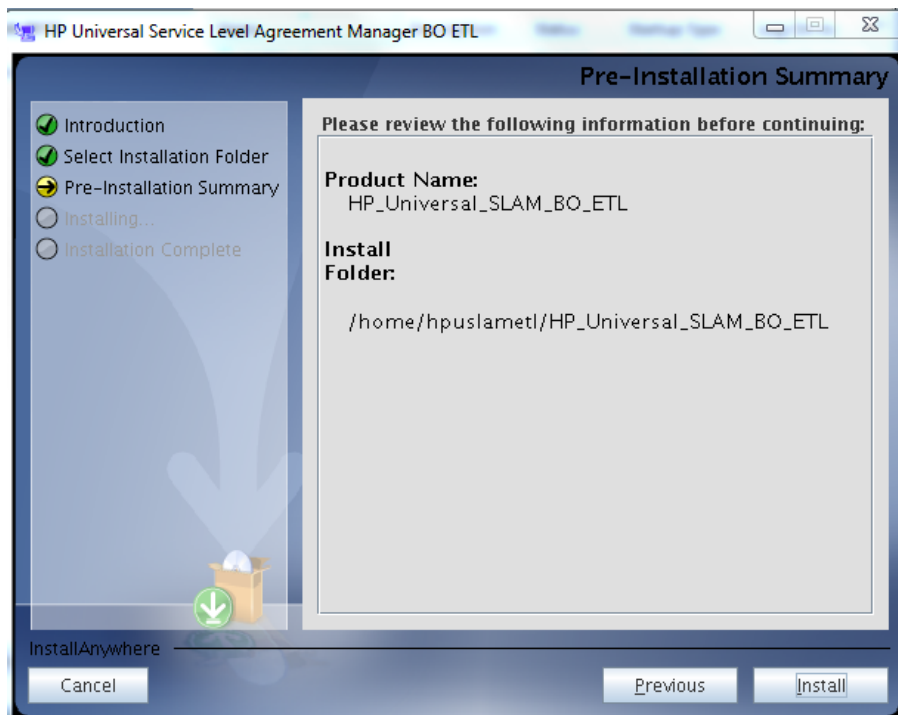 HP Universal Service Level Agreement Manager BO ETL
Pre-Installation Summary
Introduction
Select Installation Folder
Pre-Installation Summary
Installing...
Installation Complete
Please review the following information before continuing:
Product Name:
HP_Universal_SLAM_BO_ETL
Install
Folder:
/home/hpuslametl/HP_Universal_SLAM_BO_ETL
InstallAnywhere
Cancel
Previous
Install